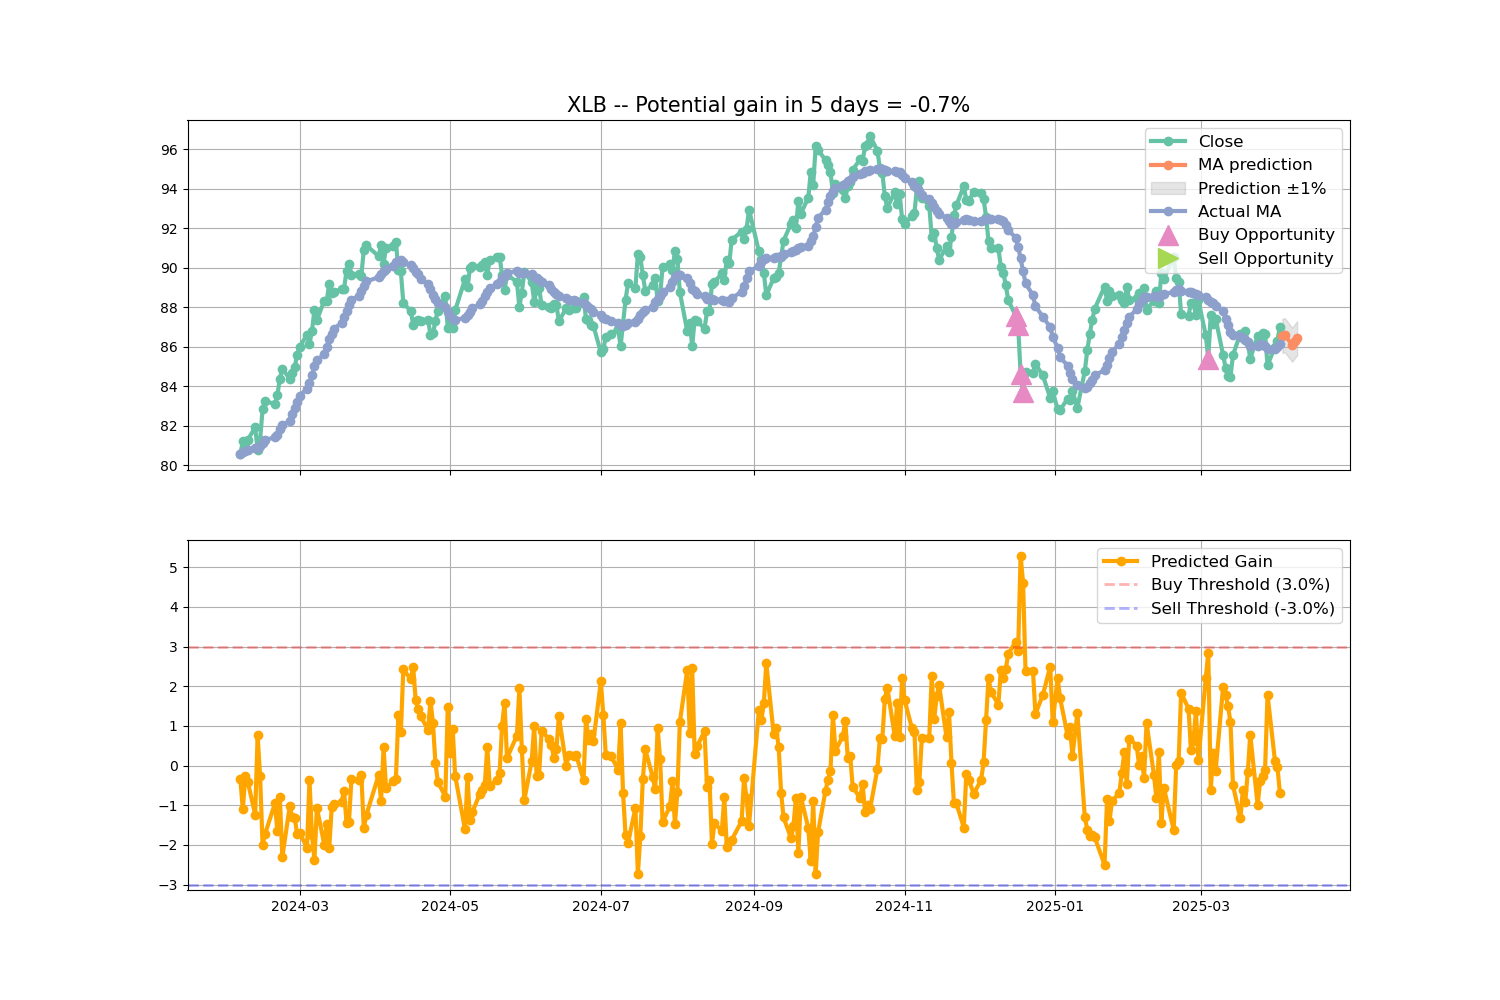 XLB -- Potential gain in 5 days = -0.7%
96
94
92
90
88
86
84
82
80
Close
MA prediction
Prediction ±1%
Actual MA
Buy Opportunity
Sell Opportunity
5
4
3
2
1
0
−1
−2
−3
Predicted Gain
Buy Threshold (3.0%)
Sell Threshold (-3.0%)
2024-03 2024-05 2024-07 2024-09 2024-11 2025-01 2025-03